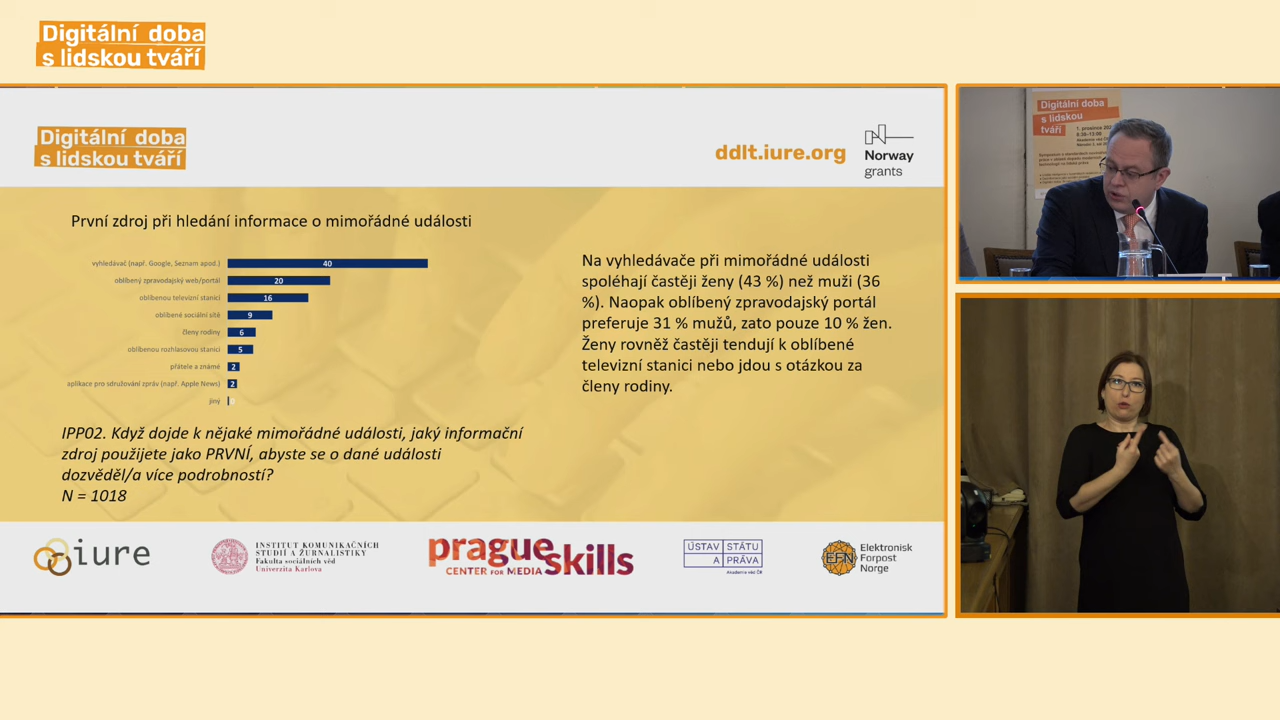 Digitální doba
s lidskou tváří
Digitální doba
s lidskou tváří
ddlt.iure.org
Norway
grants
První zdroj při hledání informace o mimořádné události
vyhledávač (např. Google, Seznam apod.) 40
oblíbený zpravodajský web/portál 20
oblíbenou televizní stanici 16
oblíbené sociální sítě 9
členy rodiny 6
oblíbenou rozhlasovou stanici 5
přátele a známé 2
aplikace pro sdružování zpráv (např. Apple News) 2
jiný
Na vyhledávače při mimořádné události
spoléhají častěji ženy (43 %) než muži (36
%). Naopak oblíbený zpravodajský portál
preferuje 31 % mužů, zato pouze 10 % žen.
Ženy rovněž častěji tendují k oblíbené
televizní stanici nebo jdou s otázkou za
členy rodiny.
IPP02. Když dojde k nějaké mimořádné události, jaký informační
zdroj použijete jako PRVNÍ, abyste se o dané události
dozvěděl/a více podrobností?
N = 1018
iure
INSTITUT KOMUNIKAČNÍCH
STUDIÍ A ŽURNALISTIKY
Fakulta sociálních věd
Univerzita Karlova
prague skills
CENTER FOR MEDIA
ÚSTAV STÁTU
A PRÁVA
Akademie věd ČR
EFN
Elektronisk
Forpost
Norge
Digitální doba
s lidskou
tváří